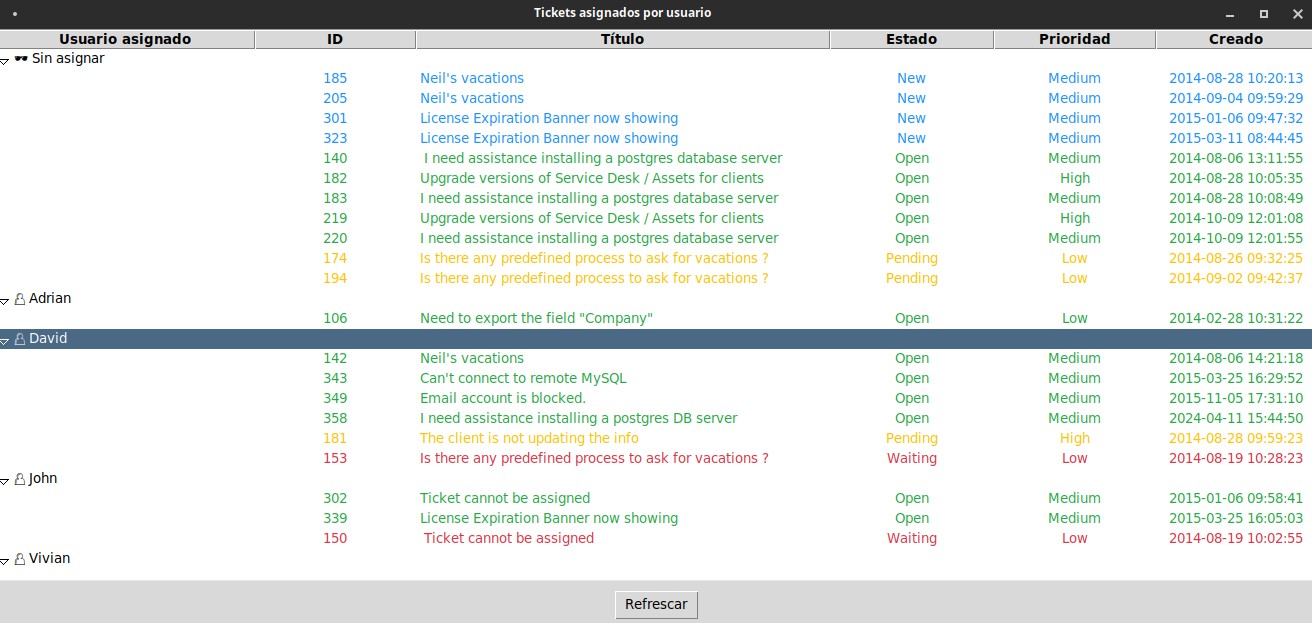 Tickets asignados por usuario
Usuario asignado ID Título Estado Prioridad Creado
Sin asignar
185 Neil's vacations New Medium 2014-08-28 10:20:13
205 Neil's vacations New Medium 2014-09-04 09:59:29
301 License Expiration Banner now showing New Medium 2015-01-06 09:47:32
323 License Expiration Banner now showing New Medium 2015-03-11 08:44:45
140 I need assistance installing a postgres database server Open Medium 2014-08-06 13:11:55
182 Upgrade versions of Service Desk / Assets for clients Open High 2014-08-28 10:05:35
183 I need assistance installing a postgres database server Open Medium 2014-08-28 10:08:49
219 Upgrade versions of Service Desk / Assets for clients Open High 2014-10-09 12:01:08
220 I need assistance installing a postgres database server Open Medium 2014-10-09 12:01:55
174 Is there any predefined process to ask for vacations ? Pending Low 2014-08-26 09:32:25
194 Is there any predefined process to ask for vacations ? Pending Low 2014-09-02 09:42:37
Adrian
106 Need to export the field "Company" Open Low 2014-02-28 10:31:22
David
142 Neil's vacations Open Medium 2014-08-06 14:21:18
343 Can't connect to remote MySQL Open Medium 2015-03-25 16:29:52
349 Email account is blocked. Open Medium 2015-11-05 17:31:10
358 I need assistance installing a postgres DB server Open Medium 2024-04-11 15:44:50
181 The client is not updating the info Pending High 2014-08-28 09:59:23
153 Is there any predefined process to ask for vacations ? Waiting Low 2014-08-19 10:28:23
John
302 Ticket cannot be assigned Open Medium 2015-01-06 09:58:41
339 License Expiration Banner now showing Open Medium 2015-03-25 16:05:03
150 Ticket cannot be assigned Waiting Low 2014-08-19 10:02:55
Vivian
Refrescar